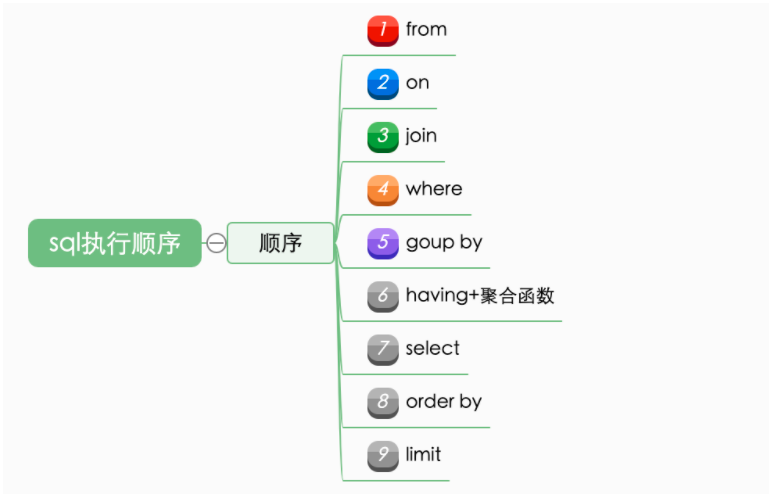 sql执行顺序
顺序
1 from
2 on
3 join
4 where
5 goup by
6 having+聚合函数
7 select
8 order by
9 limit